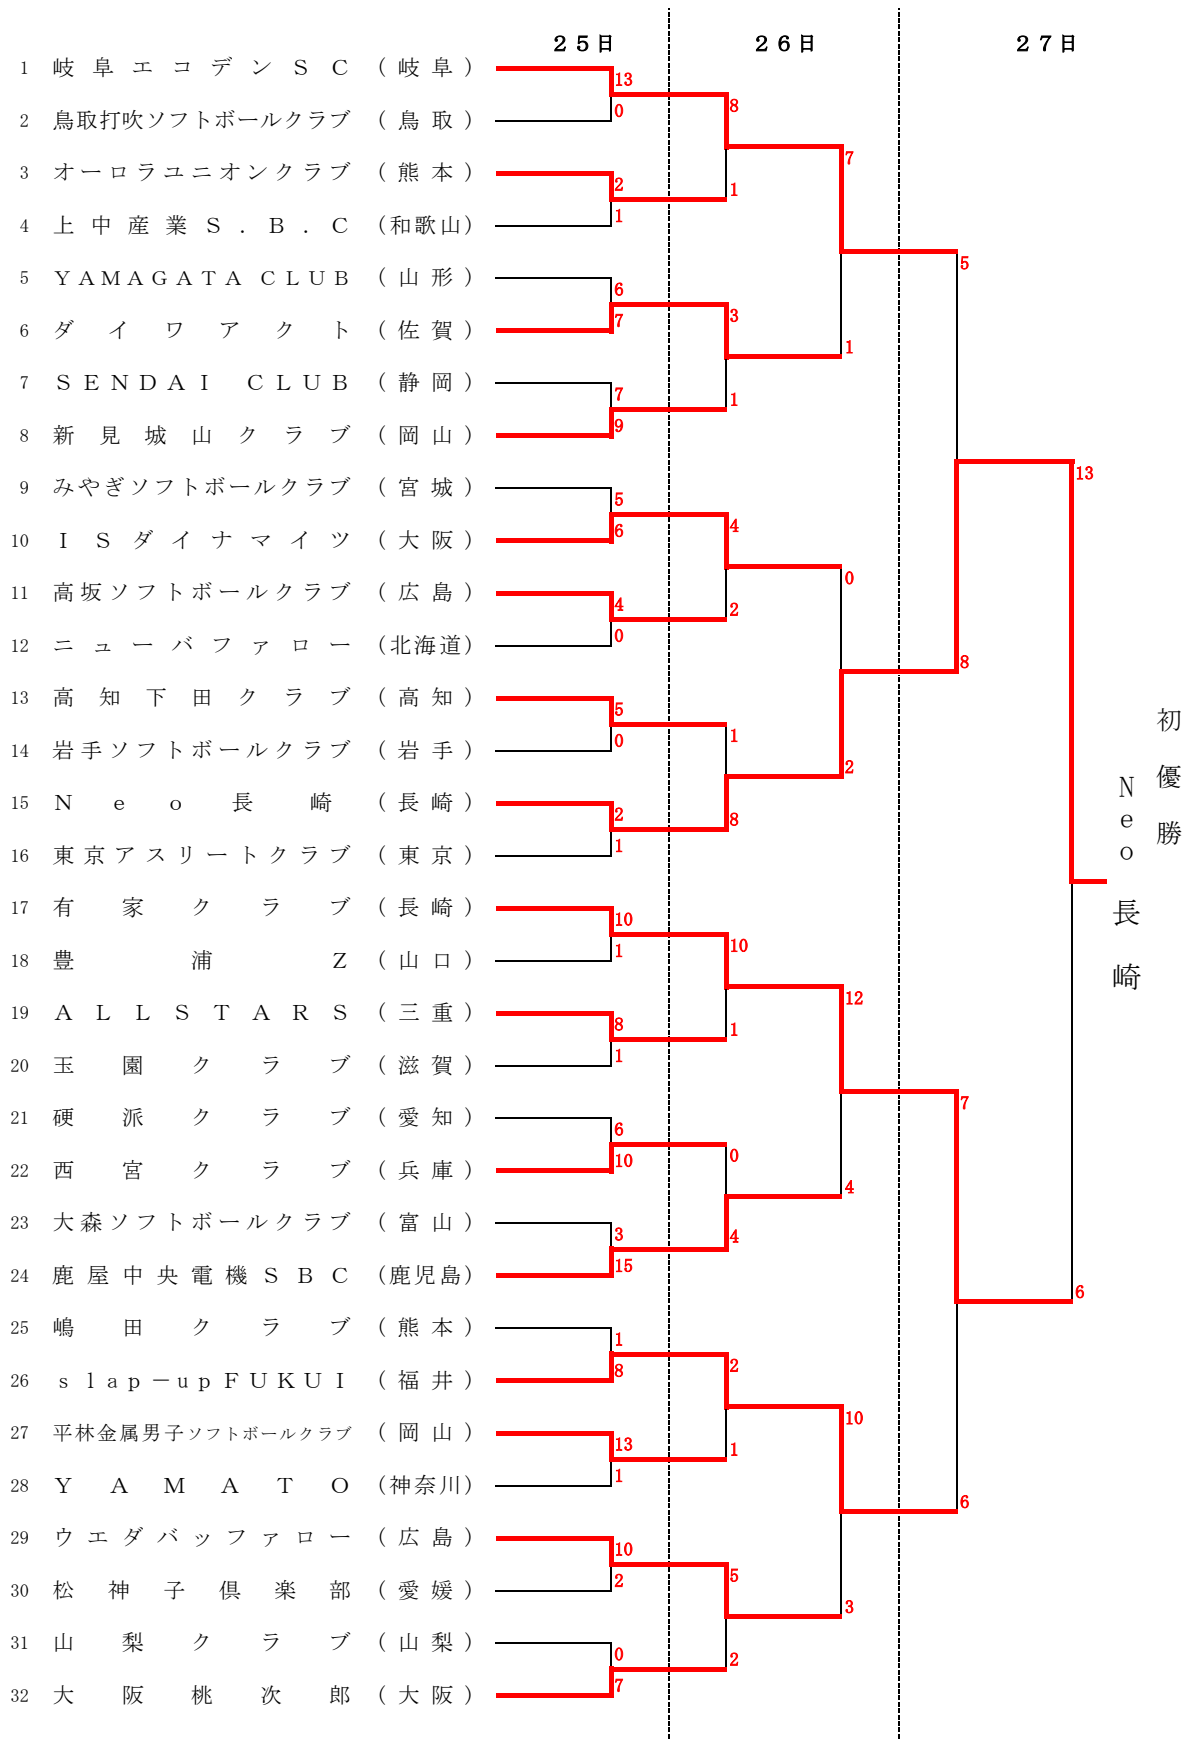 25日 26日 27日
1 岐阜エコデンSC (岐阜)
13
8
2 鳥取打吹ソフトボールクラブ (鳥取)
0
7
3 オーロラユニオンクラブ (熊本)
2
1
4 上中産業S.B.C (和歌山)
1
5
5 YAMAGATA CLUB (山形)
6
3
6 ダイワアクト (佐賀)
7
1
7 SENDAI CLUB (静岡)
7
1
8 新見城山クラブ (岡山)
9
13
9 みやぎソフトボールクラブ (宮城)
5
4
10 ISダイナマイツ (大阪)
6
0
11 高坂ソフトボールクラブ (広島)
4
2
12 ニューバファロー (北海道)
0
8
13 高知下田クラブ (高知)
5
1
14 岩手ソフトボールクラブ (岩手)
0
2
15 Neo長崎 (長崎)
2
8
16 東京アスリートクラブ (東京)
1
初優勝
Neo長崎
17 有家クラブ (長崎)
10
10
18 豊浦Z (山口)
1
12
19 ALLSTARS (三重)
8
1
20 玉園クラブ (滋賀)
1
7
21 硬派クラブ (愛知)
6
0
22 西宮クラブ (兵庫)
10
4
23 大森ソフトボールクラブ (富山)
3
4
24 鹿屋中央電機SBC (鹿児島)
15
6
25 嶋田クラブ (熊本)
1
2
26 slap－upFUKUI (福井)
8
10
27 平林金属男子ソフトボールクラブ (岡山)
13
1
28 YAMATO (神奈川)
1
6
29 ウエダバッファロー (広島)
10
5
30 松神子倶楽部 (愛媛)
2
3
31 山梨クラブ (山梨)
0
2
32 大阪桃次郎 (大阪)
7